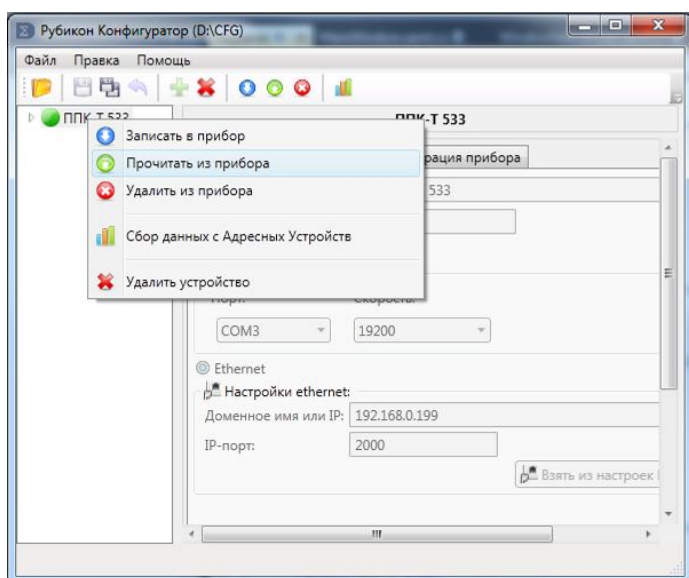 Рубикон Конфигуратор (D:\CFG)
Файл Правка Помощь
ППК-Т 533
ППК-Т 533
Записать в прибор
Прочитать из прибора
рация прибора
Удалить из прибора
533
Сбор данных с Адресных Устройств
Удалить устройство
Порт: Скорость:
COM3 19200
Ethernet
Настройки ethernet:
Доменное имя или IP: 192.168.0.199
IP-порт: 2000
Взять из настроек